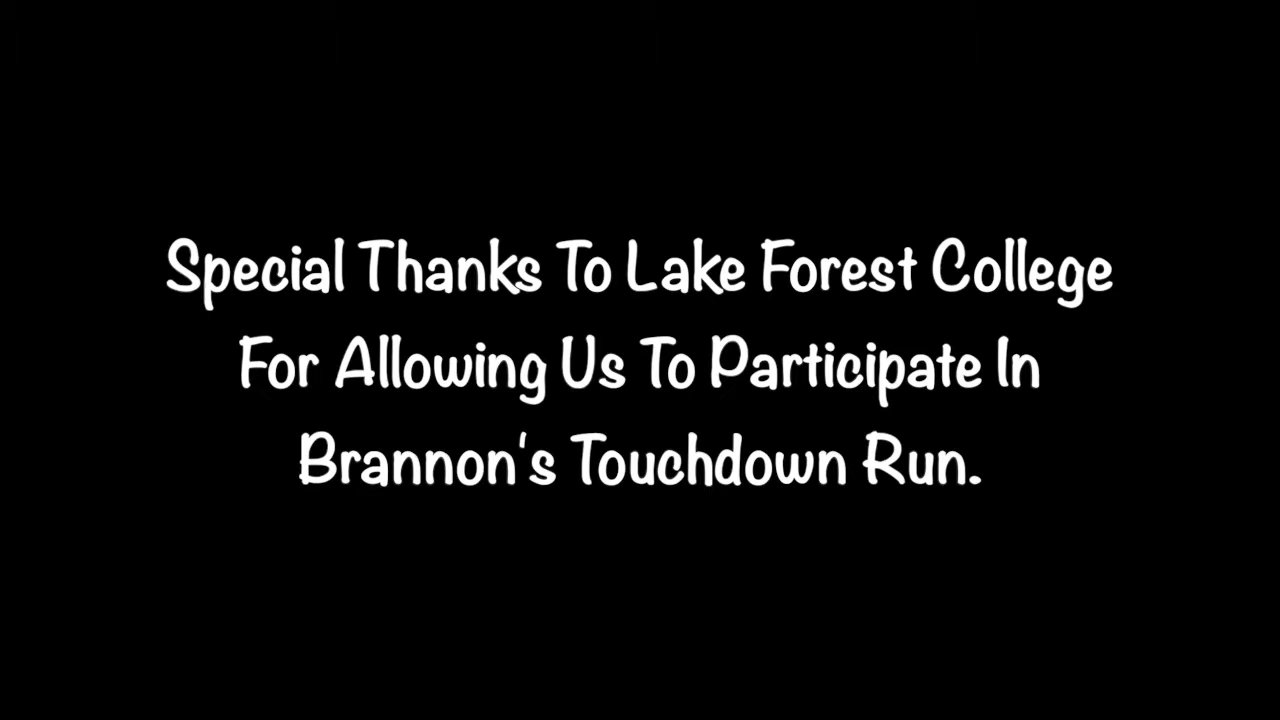 Special Thanks To Lake Forest College
For Allowing Us To Participate In
Brannon's Touchdown Run.